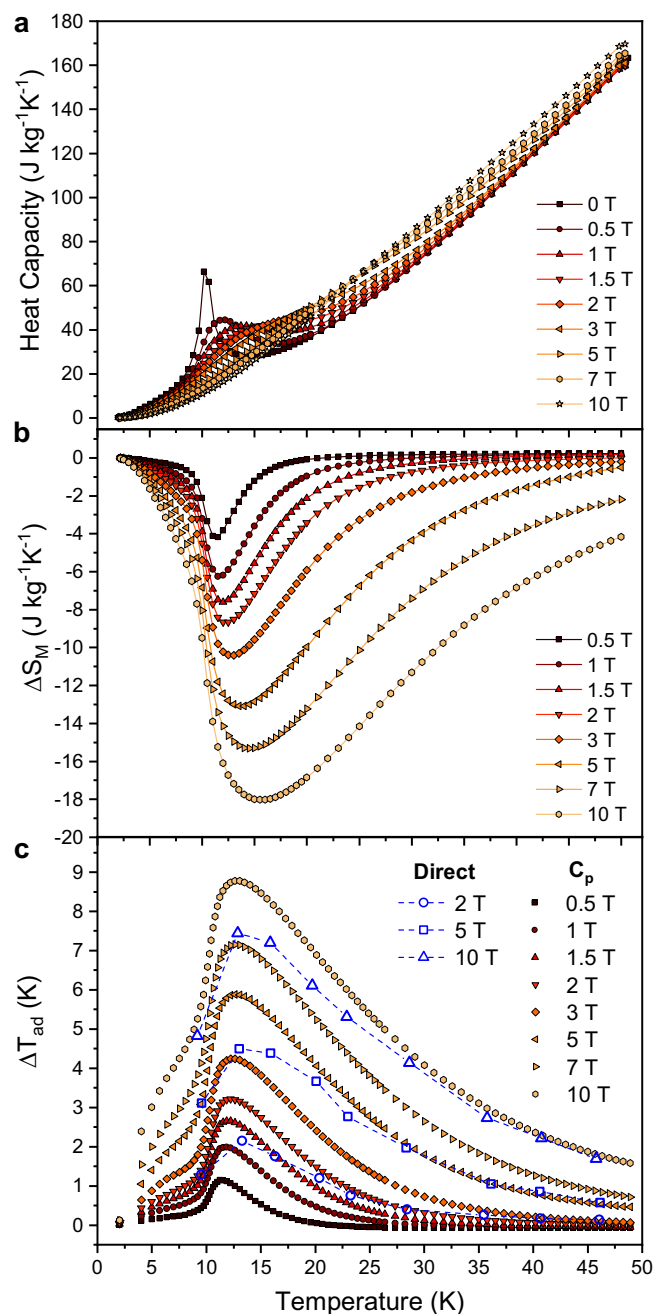 a
180
160
140
120
100
80
60
40
20
0
Heat Capacity (J kg⁻¹K⁻¹)
0 T
0.5 T
1 T
1.5 T
2 T
3 T
5 T
7 T
10 T
b
0
-2
-4
-6
-8
-10
-12
-14
-16
-18
-20
ΔS_M (J kg⁻¹K⁻¹)
0.5 T
1 T
1.5 T
2 T
3 T
5 T
7 T
10 T
c
9
8
7
6
5
4
3
2
1
0
ΔT_ad (K)
Direct
2 T
5 T
10 T
C_p
0.5 T
1 T
1.5 T
2 T
3 T
5 T
7 T
10 T
0 5 10 15 20 25 30 35 40 45 50
Temperature (K)